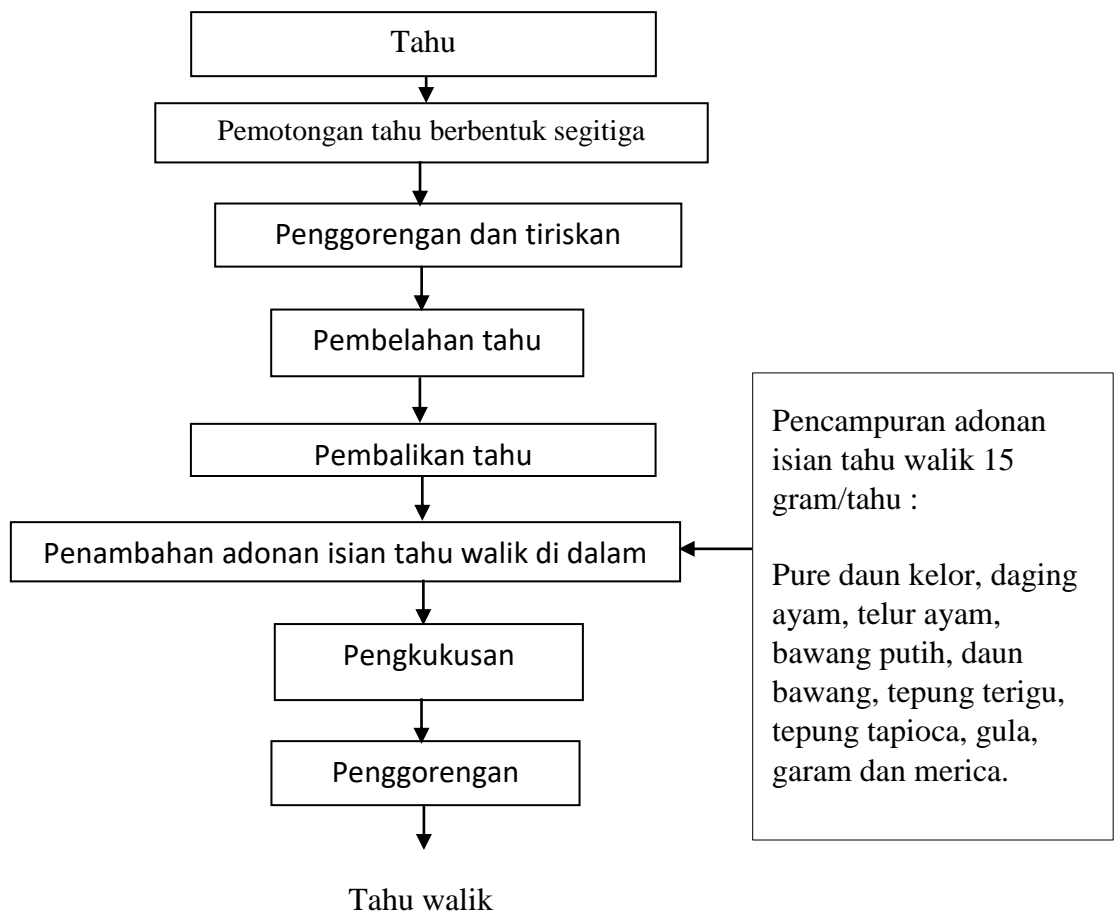 Tahu
Pemotongan tahu berbentuk segitiga
Penggorengan dan tiriskan
Pembelahan tahu
Pembalikan tahu
Penambahan adonan isian tahu walik di dalam
Pencampuran adonan
isian tahu walik 15
gram/tahu :
Pure daun kelor, daging
ayam, telur ayam,
bawang putih, daun
bawang, tepung terigu,
tepung tapioca, gula,
garam dan merica.
Pengkukusan
Penggorengan
Tahu walik